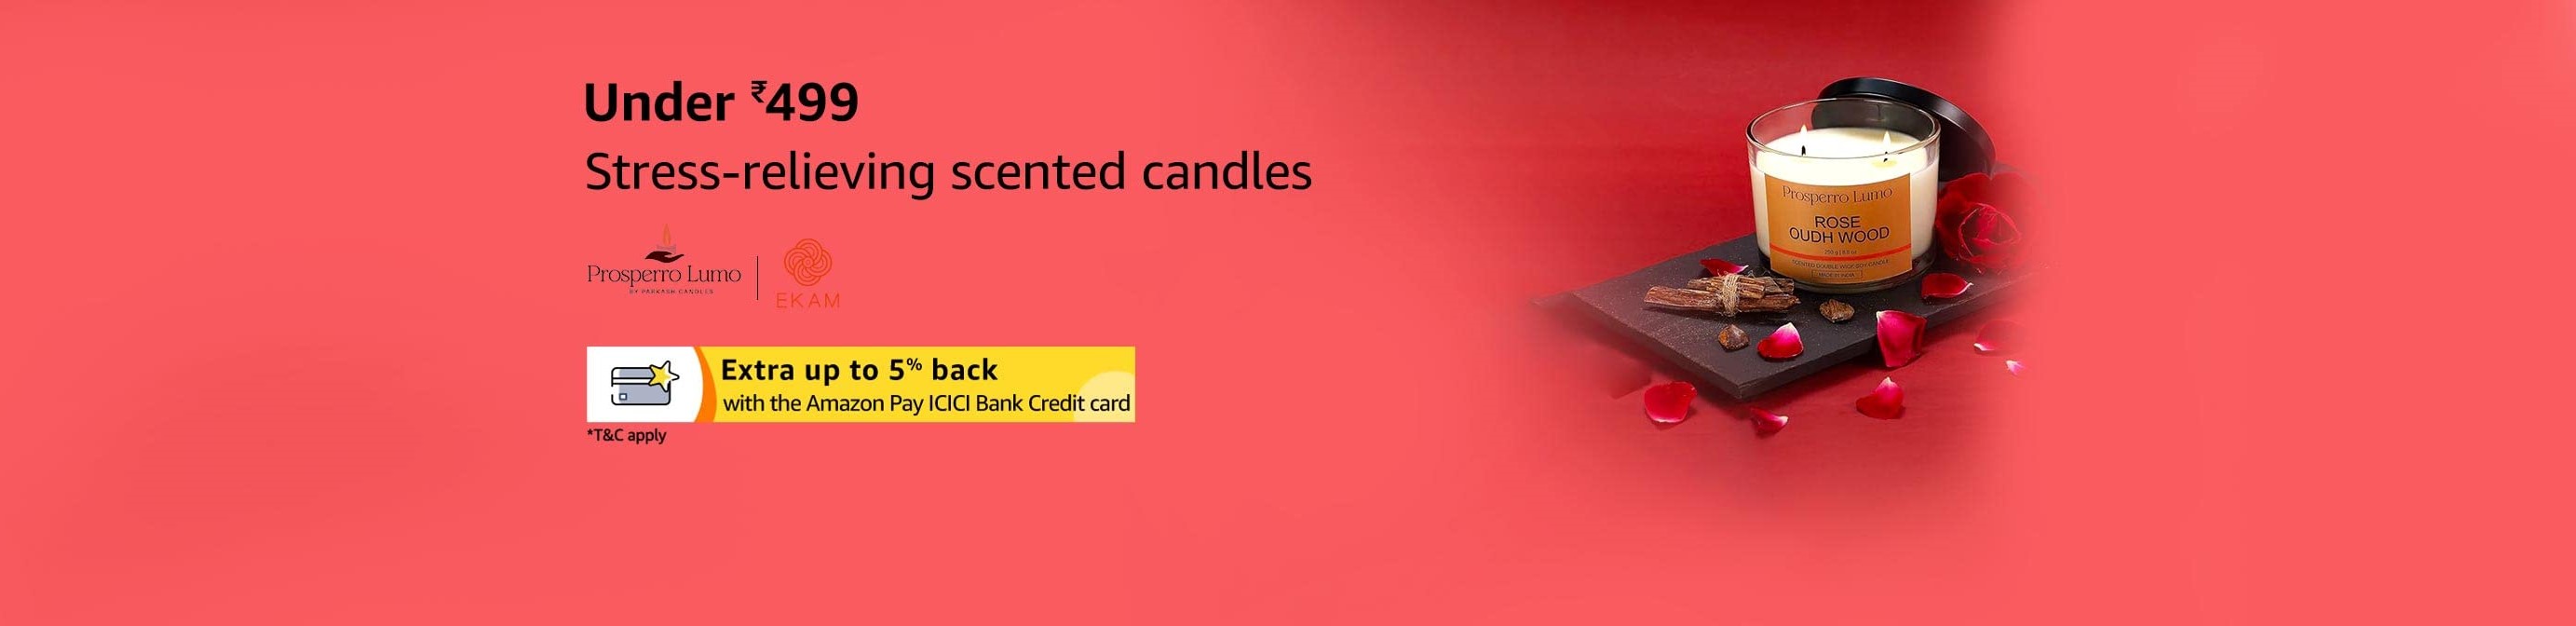 Under ₹499
Stress-relieving scented candles
Prosperro Lumo
BY PARKASH CANDLES
EKAM
Extra up to 5% back
with the Amazon Pay ICICI Bank Credit card
*T&C apply
Prosperro Lumo
ROSE
OUDH WOOD
SCENTED DOUBLE WICK SOY CANDLE
MADE IN INDIA